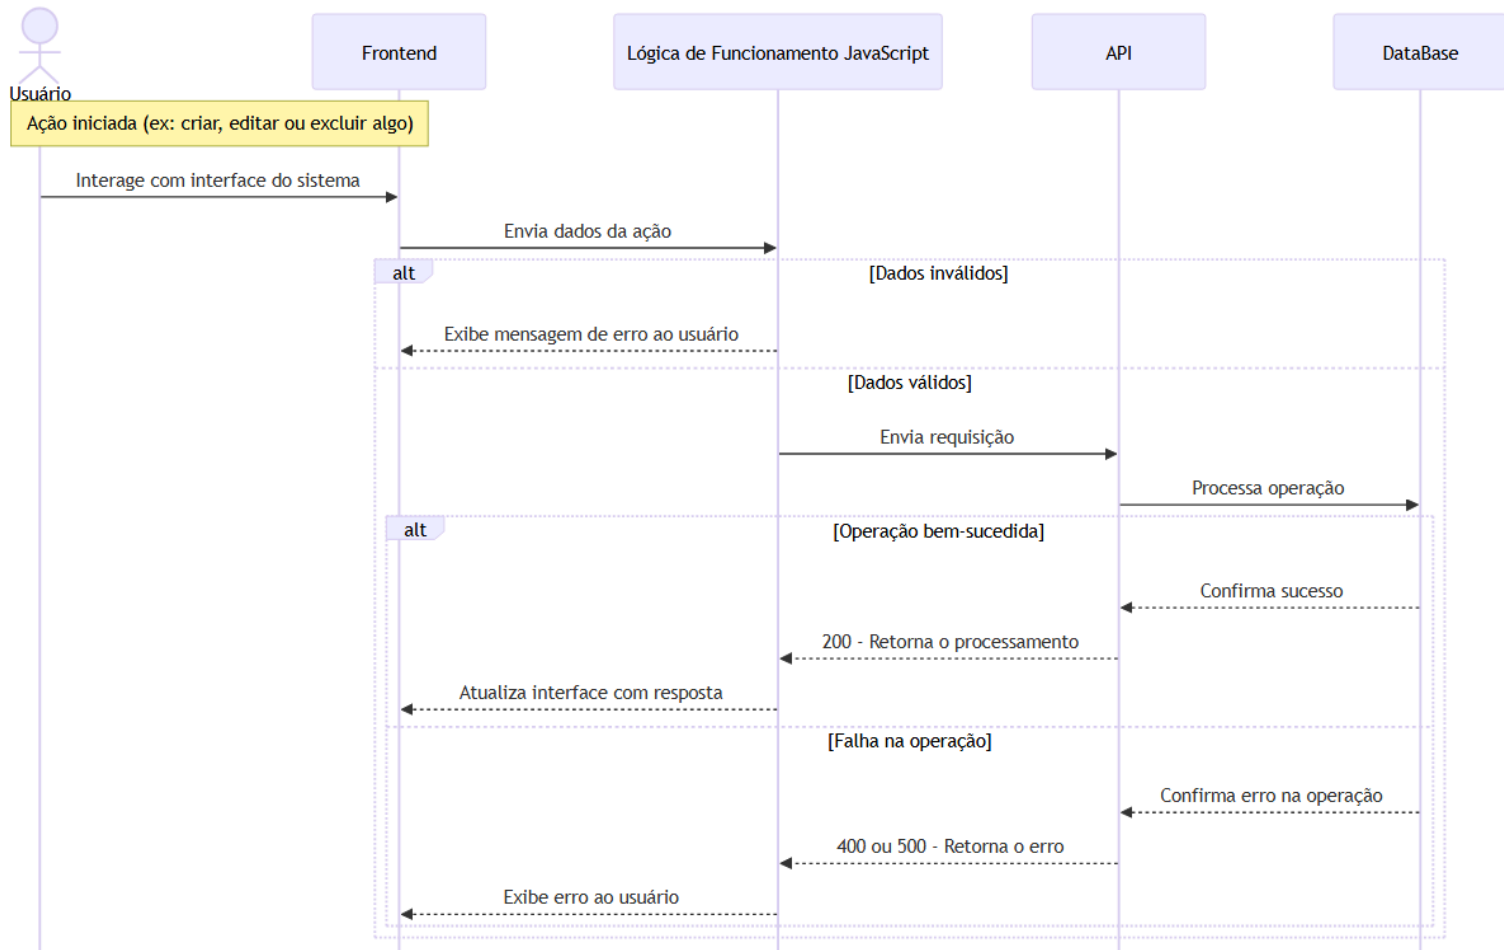 Usuário
Frontend
Lógica de Funcionamento JavaScript
API
DataBase
Ação iniciada (ex: criar, editar ou excluir algo)
Interage com interface do sistema
Envia dados da ação
alt
[Dados inválidos]
Exibe mensagem de erro ao usuário
[Dados válidos]
Envia requisição
Processa operação
alt
[Operação bem-sucedida]
Confirma sucesso
200 - Retorna o processamento
Atualiza interface com resposta
[Falha na operação]
Confirma erro na operação
400 ou 500 - Retorna o erro
Exibe erro ao usuário